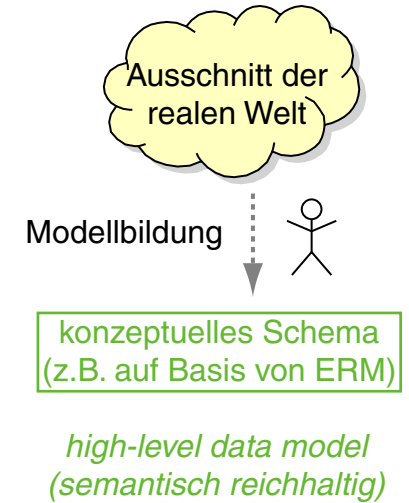 Ausschnitt der
realen Welt
Modellbildung
konzeptuelles Schema
(z.B. auf Basis von ERM)
high-level data model
(semantisch reichhaltig)